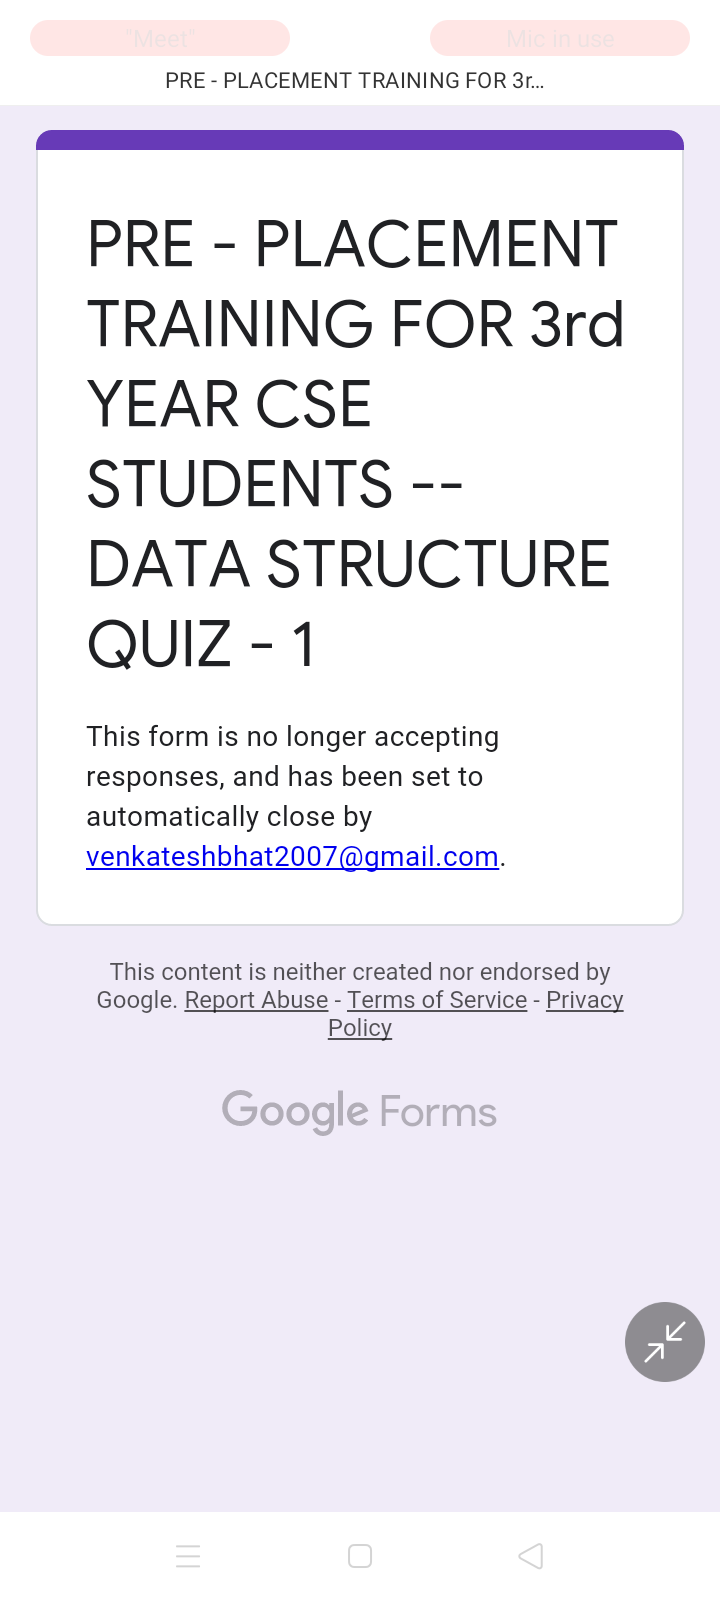 "Meet" Mic in use
PRE - PLACEMENT TRAINING FOR 3r...
PRE - PLACEMENT
TRAINING FOR 3rd
YEAR CSE
STUDENTS --
DATA STRUCTURE
QUIZ - 1
This form is no longer accepting
responses, and has been set to
automatically close by
venkateshbhat2007@gmail.com.
This content is neither created nor endorsed by
Google. Report Abuse - Terms of Service - Privacy
Policy
Google Forms